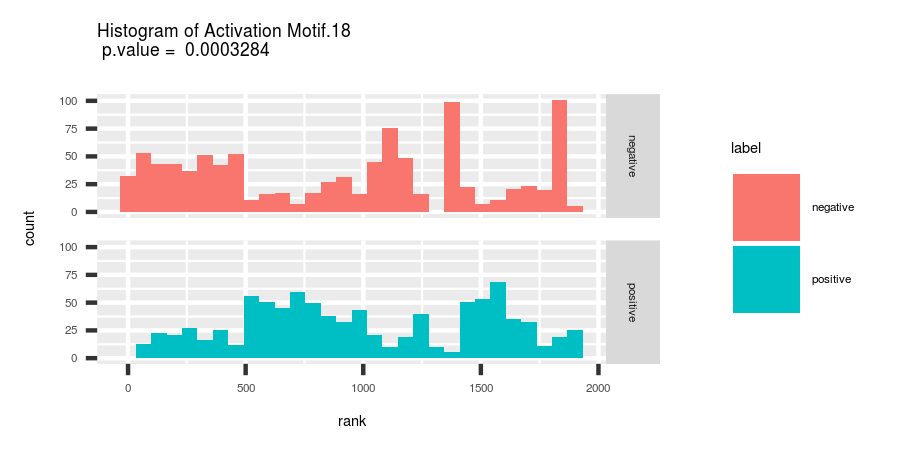 Histogram of Activation Motif.18
p.value = 0.0003284
100
75
50
25
0
negative
100
75
50
25
0
positive
0
500
1000
1500
2000
rank
count
label
negative
positive